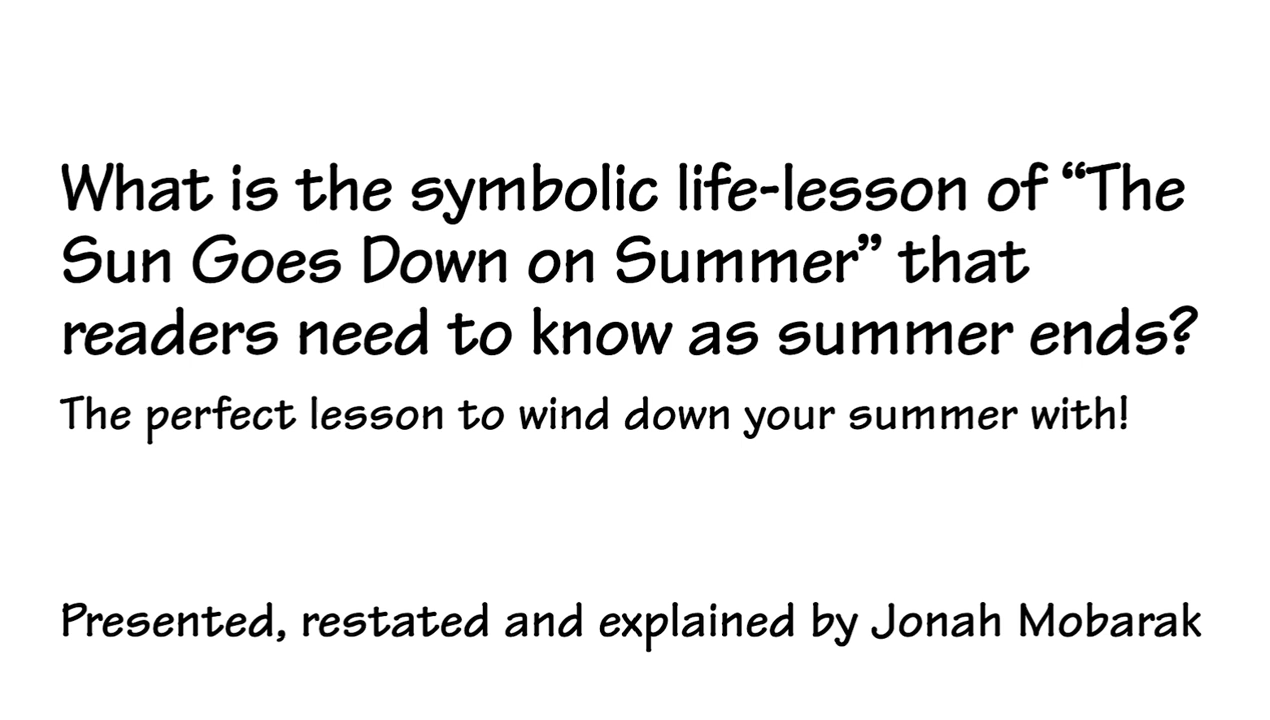 What is the symbolic life-lesson of “The
Sun Goes Down on Summer” that
readers need to know as summer ends?
The perfect lesson to wind down your summer with!
Presented, restated and explained by Jonah Mobarak